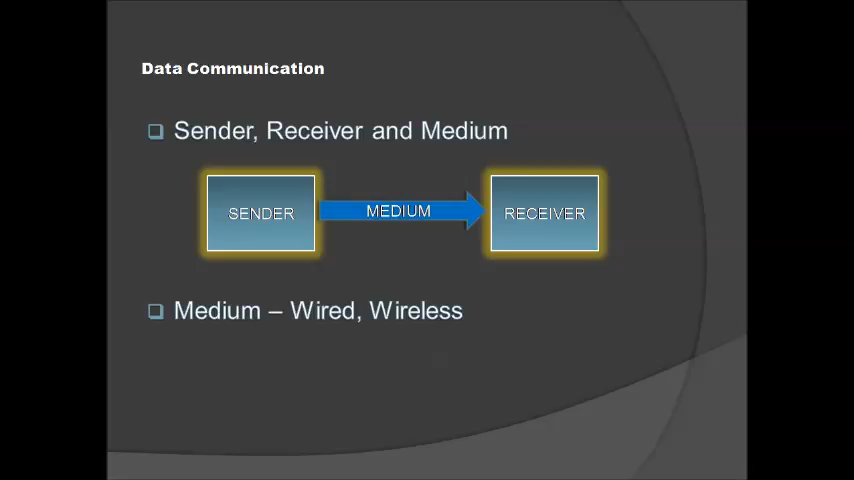 Data Communication
Sender, Receiver and Medium
SENDER
MEDIUM
RECEIVER
Medium – Wired, Wireless